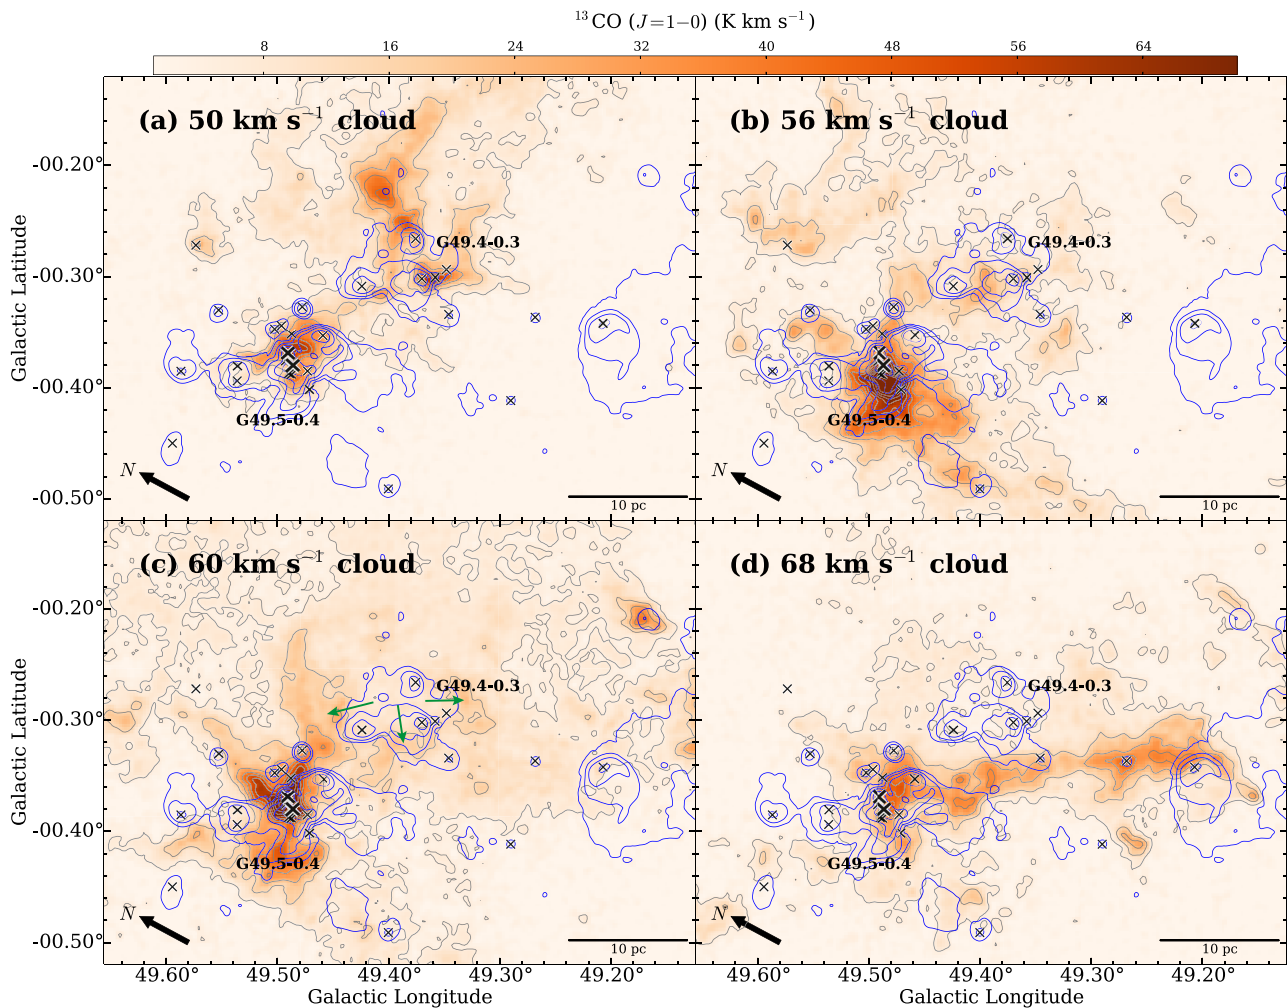 ¹³CO (J=1−0) (K km s⁻¹)
8 16 24 32 40 48 56 64
(a) 50 km s⁻¹ cloud
(b) 56 km s⁻¹ cloud
-00.20°
-00.30°
-00.40°
-00.50°
Galactic Latitude
G49.4-0.3
G49.5-0.4
N
10 pc
G49.4-0.3
G49.5-0.4
N
10 pc
(c) 60 km s⁻¹ cloud
(d) 68 km s⁻¹ cloud
-00.20°
-00.30°
-00.40°
-00.50°
Galactic Latitude
G49.4-0.3
G49.5-0.4
N
10 pc
G49.4-0.3
G49.5-0.4
N
10 pc
49.60 49.50 49.40 49.30 49.20
49.60 49.50 49.40 49.30 49.20
Galactic Longitude
Galactic Longitude